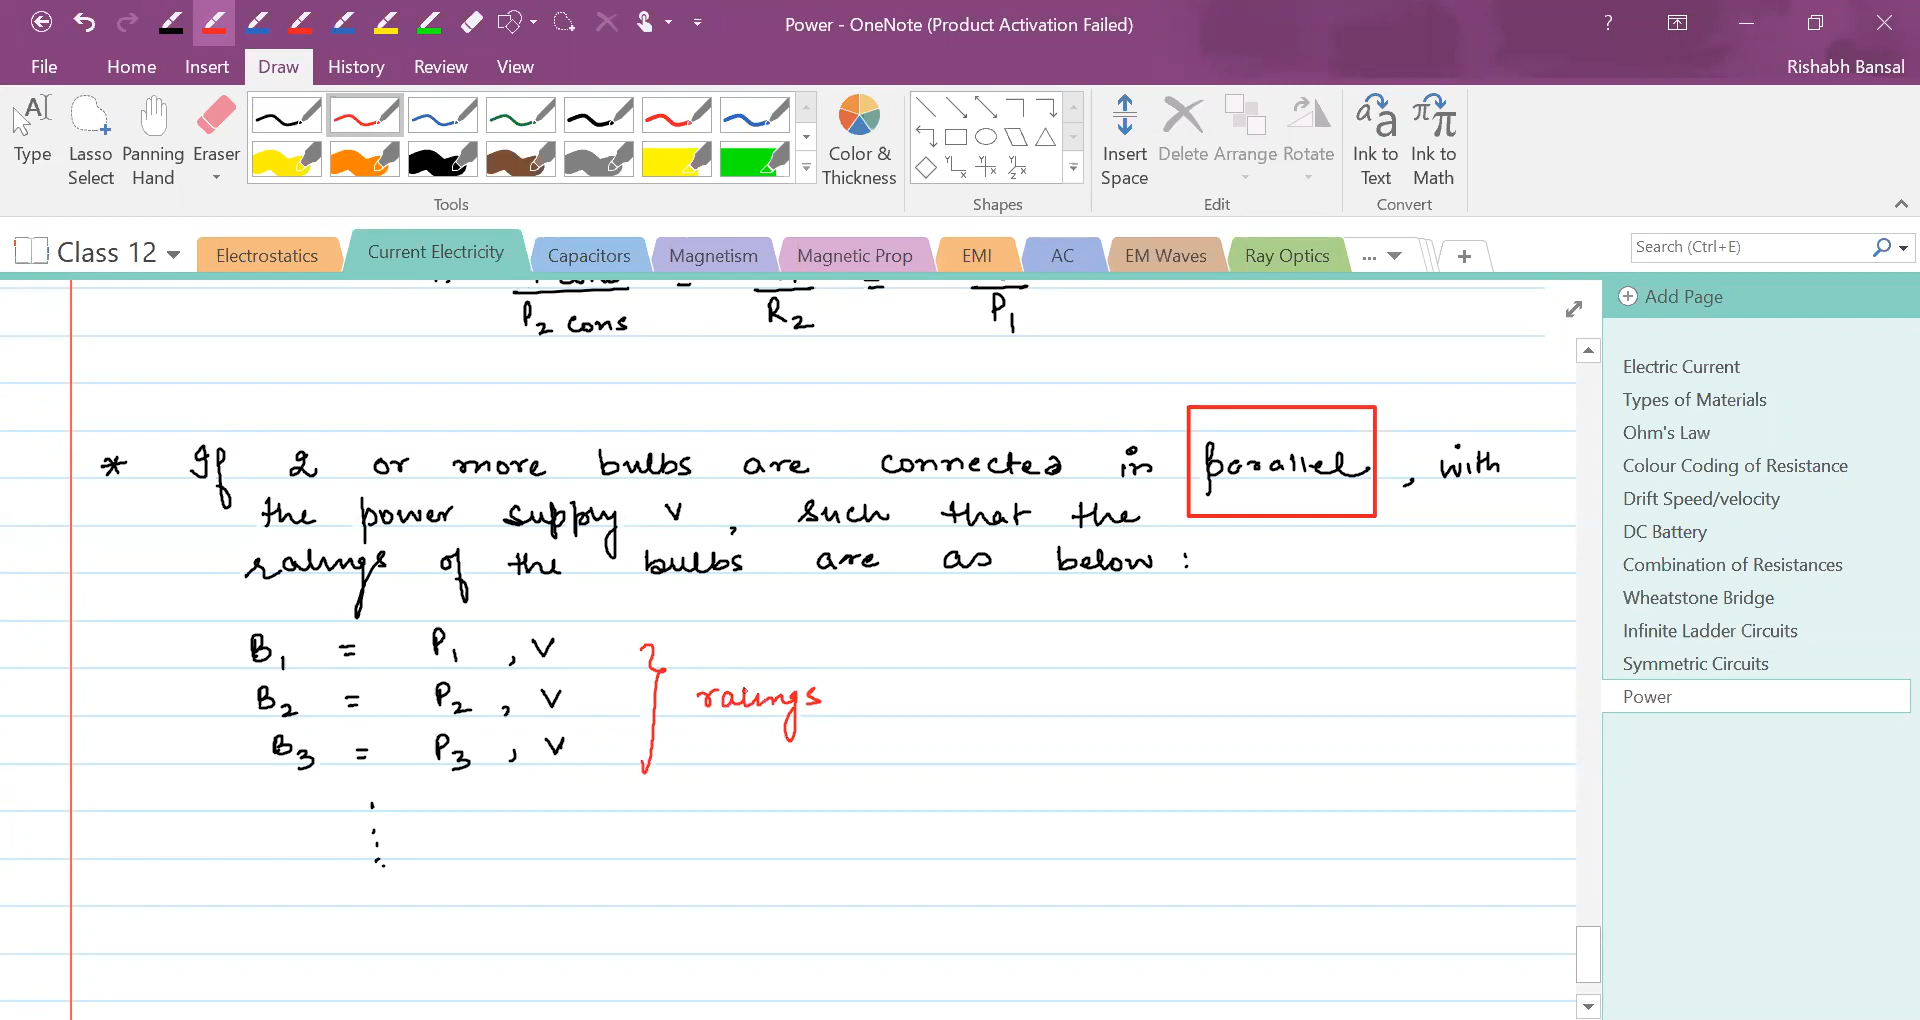 Power - OneNote (Product Activation Failed)
?
File Home Insert Draw History Review View
Rishabh Bansal
Type
Lasso Select
Panning Hand
Eraser
Color & Thickness
Insert Space
Delete
Arrange
Rotate
Ink to Text
Ink to Math
Tools
Shapes
Edit
Convert
Class 12
Electrostatics
Current Electricity
Capacitors
Magnetism
Magnetic Prop
EMI
AC
EM Waves
Ray Optics
...
Search (Ctrl+E)
Add Page
Electric Current
Types of Materials
Ohm's Law
Colour Coding of Resistance
Drift Speed/velocity
DC Battery
Combination of Resistances
Wheatstone Bridge
Infinite Ladder Circuits
Symmetric Circuits
Power
P2 cons R2 P1
* If 2 or more bulbs are connected in parallel, with
the power supply V, such that the
ratings of the bulbs are as below :
B1 = P1, V
B2 = P2, V
B3 = P3, V
ratings